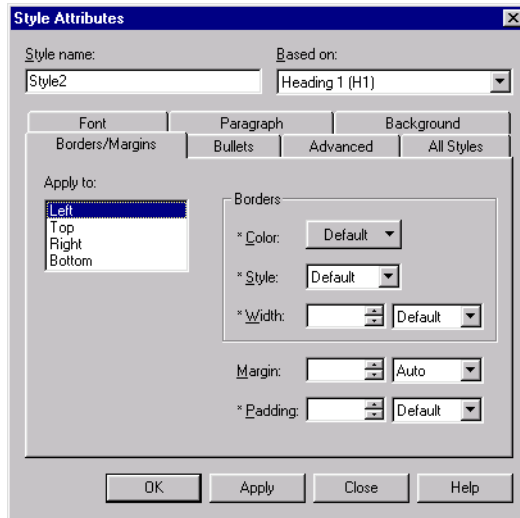 Style Attributes
Style name: Based on:
Style2 Heading 1 (H1)
Font Paragraph Background
Borders/Margins Bullets Advanced All Styles
Apply to:
Left
Top
Right
Bottom
Borders
* Color: Default
* Style: Default
* Width: Default
Margin: Auto
* Padding: Default
OK Apply Close Help